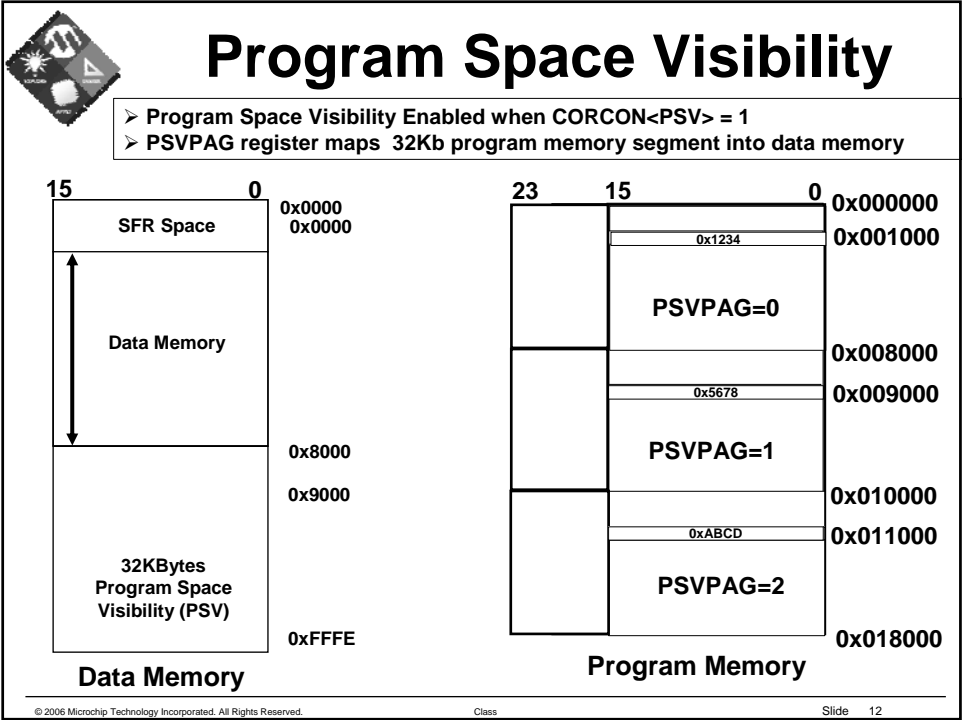 Program Space Visibility
➢ Program Space Visibility Enabled when CORCON<PSV> = 1
➢ PSVPAG register maps 32Kb program memory segment into data memory
15 0
0x0000
SFR Space
0x0000
Data Memory
0x8000
0x9000
32KBytes
Program Space
Visibility (PSV)
0xFFFE
Data Memory
23 15 0
0x000000
0x1234
0x001000
PSVPAG=0
0x008000
0x5678
0x009000
PSVPAG=1
0x010000
0xABCD
0x011000
PSVPAG=2
0x018000
Program Memory
© 2006 Microchip Technology Incorporated. All Rights Reserved. Class Slide 12